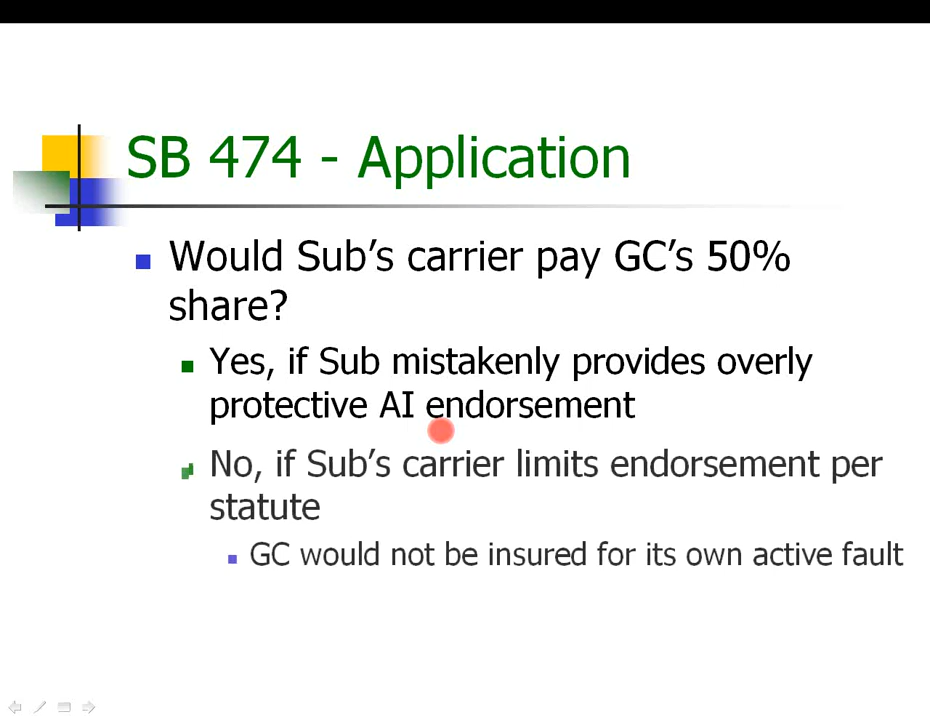 SB 474 - Application
Would Sub’s carrier pay GC’s 50%
share?
Yes, if Sub mistakenly provides overly
protective AI endorsement
No, if Sub’s carrier limits endorsement per
statute
GC would not be insured for its own active fault